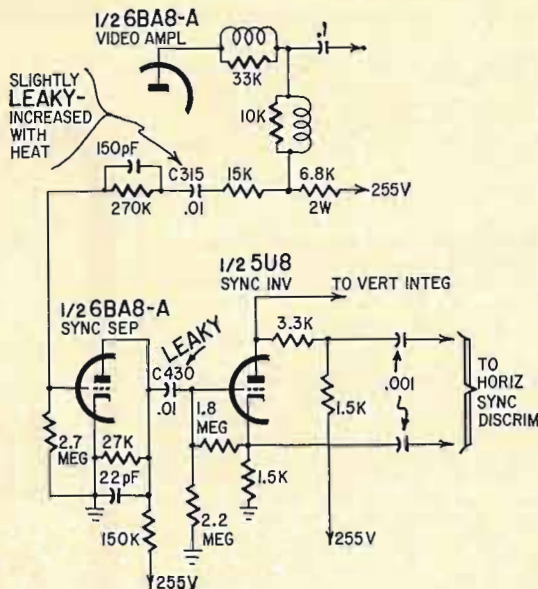 1/2 6BA8-A
VIDEO AMPL
.1
33K
SLIGHTLY
LEAKY-
INCREASED
WITH
HEAT
10K
150pF
C315
15K
6.8K
255V
270K
.01
2W
1/2 5U8
SYNC INV
TO VERT INTEG
1/2 6BA8-A
SYNC SEP
LEAKY
3.3K
C430
.01
.001
TO
HORIZ
SYNC
DISCRIM
1.8
MEG
1.5K
2.7
MEG
27K
1.5K
22pF
2.2
MEG
150K
255V
255V